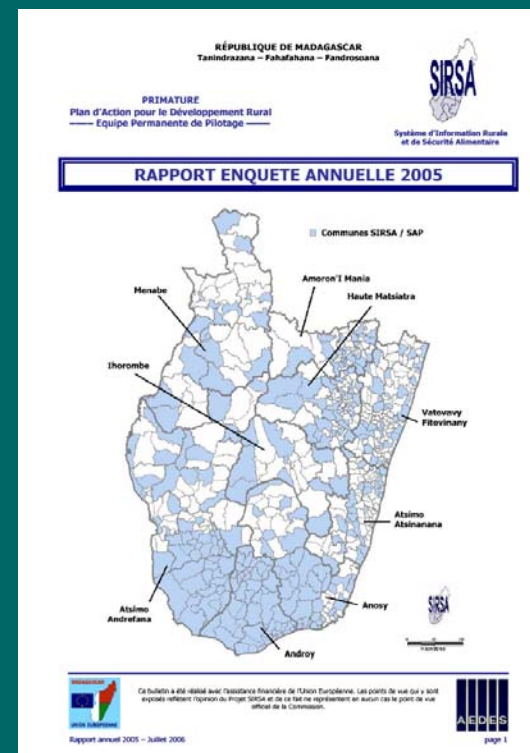 RÉPUBLIQUE DE MADAGASCAR
Tanindrazana – Fahafahana – Fandrosoana
SIRSA
PRIMATURE
Plan d'Action pour le Développement Rural
——— Equipe Permanente de Pilotage ———
Système d'Information Rurale
et de Sécurité Alimentaire
RAPPORT ENQUETE ANNUELLE 2005
Communes SIRSA / SAP
Amoron'I Mania
Menabe
Haute Matsiatra
Ihorombe
Vatovavy
Fitovinany
Atsimo
Atsinanana
Anosy
Atsimo
Andrefana
Androy
SIRSA
MADAGASCAR
UNION EUROPEENNE
Ce bulletin a été réalisé avec l'assistance financière de l'Union Européenne. Les points de vue qui y sont
exposés reflètent l'opinion du Projet SIRSA et de ce fait ne représentent en aucun cas le point de vue
officiel de la Commission.
AEDES
Rapport annuel 2005 – Juillet 2006
page 1